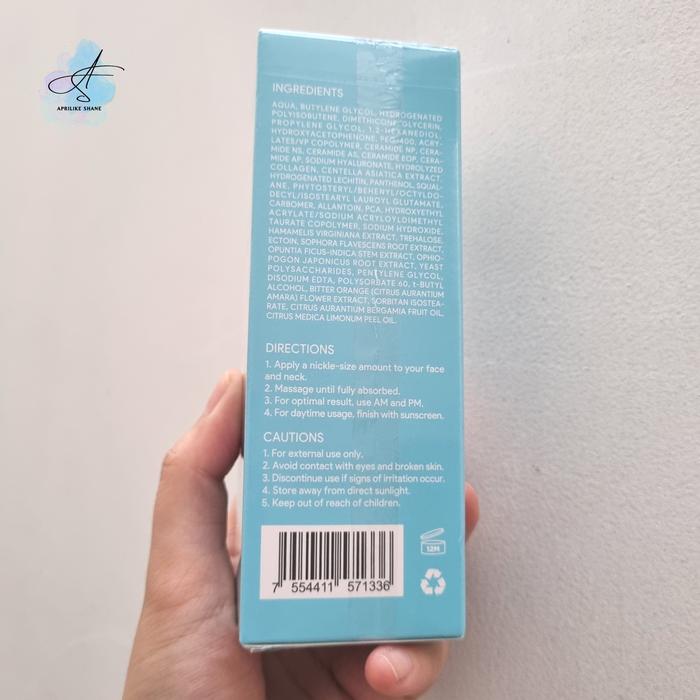 APRILIKE SHANE
INGREDIENTS
AQUA, BUTYLENE GLYCOL, HYDROGENATED
POLYISOBUTENE, DIMETHICONE, GLYCERIN,
PROPYLENE GLYCOL, 1,2-HEXANEDIOL,
HYDROXYACETOPHENONE, PEG-400, ACRY-
LATES/VP COPOLYMER, CERAMIDE NP, CERA-
MIDE NS, CERAMIDE AS, CERAMIDE EOP, CERA-
MIDE AP, SODIUM HYALURONATE, HYDROLYZED
COLLAGEN, CENTELLA ASIATICA EXTRACT,
HYDROGENATED LECHITIN, PANTHENOL, SQUAL-
ANE, PHYTOSTERYL/BEHENYL/OCTYLDO-
DECYL/ISOSTEARYL LAUROYL GLUTAMATE,
CARBOMER, ALLANTOIN, PCA, HYDROXYETHYL
ACRYLATE/SODIUM ACRYLOYLDIMETHYL
TAURATE COPOLYMER, SODIUM HYDROXIDE,
HAMAMELIS VIRGINIANA EXTRACT, TREHALOSE,
ECTOIN, SOPHORA FLAVESCENS ROOT EXTRACT,
OPUNTIA FICUS-INDICA STEM EXTRACT, OPHIO-
POGON JAPONICUS ROOT EXTRACT, YEAST
POLYSACCHARIDES, PENTYLENE GLYCOL,
DISODIUM EDTA, POLYSORBATE 60, t-BUTYL
ALCOHOL, BITTER ORANGE (CITRUS AURANTIUM
AMARA) FLOWER EXTRACT, SORBITAN ISOSTEA-
RATE, CITRUS AURANTIUM BERGAMIA FRUIT OIL,
CITRUS MEDICA LIMONUM PEEL OIL.
DIRECTIONS
1. Apply a nickle-size amount to your face
and neck.
2. Massage until fully absorbed.
3. For optimal result, use AM and PM.
4. For daytime usage, finish with sunscreen.
CAUTIONS
1. For external use only.
2. Avoid contact with eyes and broken skin.
3. Discontinue use if signs of irritation occur.
4. Store away from direct sunlight.
5. Keep out of reach of children.
12M
7 554411 571336